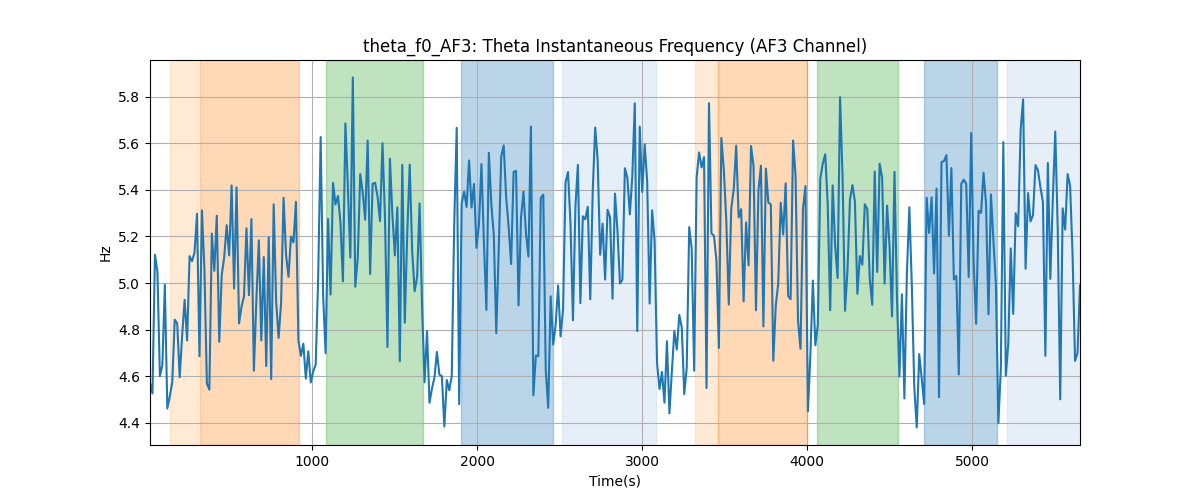 theta_f0_AF3: Theta Instantaneous Frequency (AF3 Channel)
Hz
5.8
5.6
5.4
5.2
5.0
4.8
4.6
4.4
1000 2000 3000 4000 5000
Time(s)